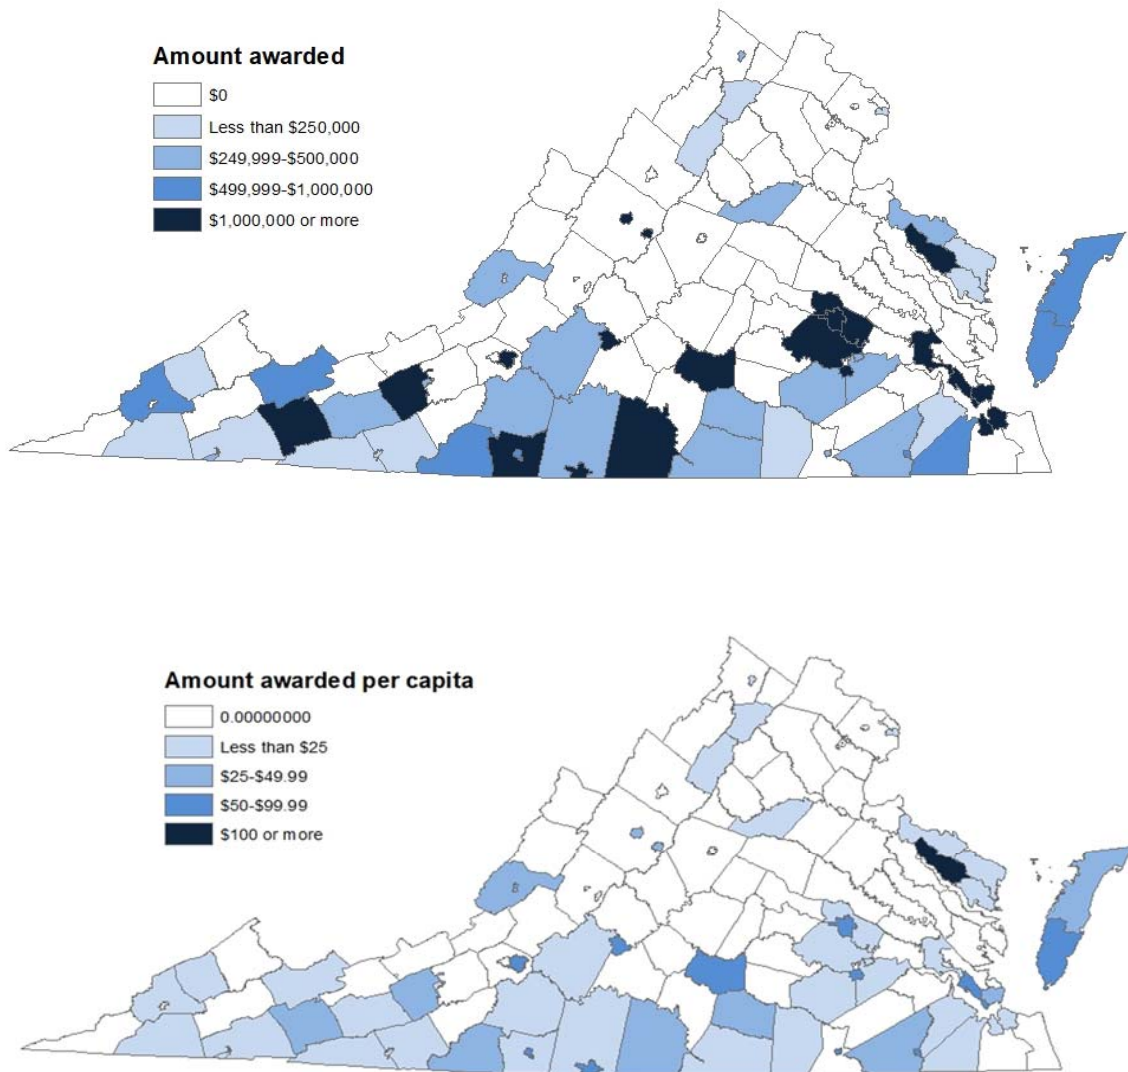 Amount awarded
$0
Less than $250,000
$249,999-$500,000
$499,999-$1,000,000
$1,000,000 or more
Amount awarded per capita
0.00000000
Less than $25
$25-$49.99
$50-$99.99
$100 or more